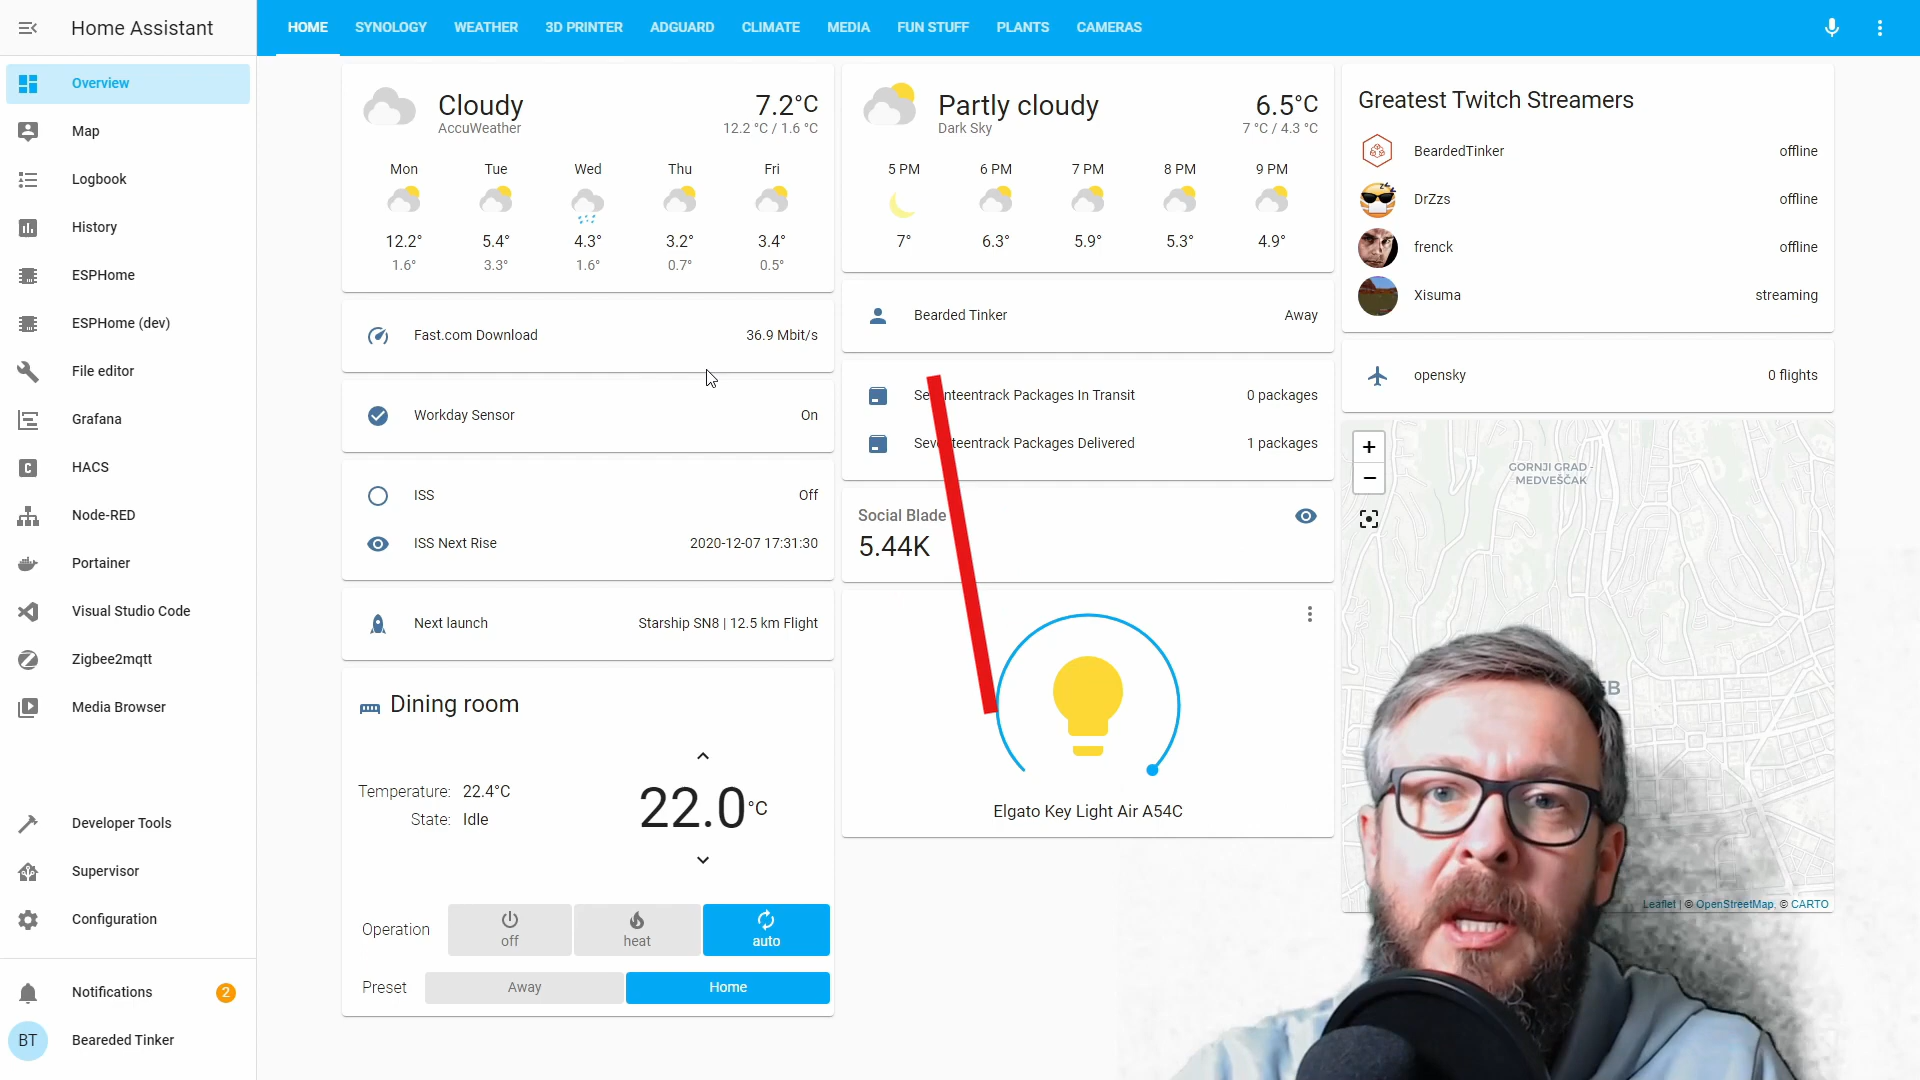 Home Assistant
HOME SYNOLOGY WEATHER 3D PRINTER ADGUARD CLIMATE MEDIA FUN STUFF PLANTS CAMERAS
Overview
Map
Logbook
History
ESPHome
ESPHome (dev)
File editor
Grafana
HACS
Node-RED
Portainer
Visual Studio Code
Zigbee2mqtt
Media Browser
Developer Tools
Supervisor
Configuration
Notifications 2
BT Beareded Tinker
Cloudy 7.2°C
AccuWeather 12.2 °C / 1.6 °C
Mon Tue Wed Thu Fri
12.2° 5.4° 4.3° 3.2° 3.4°
1.6° 3.3° 1.6° 0.7° 0.5°
Fast.com Download 36.9 Mbit/s
Workday Sensor On
ISS Off
ISS Next Rise 2020-12-07 17:31:30
Next launch Starship SN8 | 12.5 km Flight
Dining room
Temperature: 22.4°C
State: Idle
22.0 °C
Operation off heat auto
Preset Away Home
Partly cloudy 6.5°C
Dark Sky 7 °C / 4.3 °C
5 PM 6 PM 7 PM 8 PM 9 PM
7° 6.3° 5.9° 5.3° 4.9°
Bearded Tinker Away
Seventeentrack Packages In Transit 0 packages
Seventeentrack Packages Delivered 1 packages
Social Blade
5.44K
Elgato Key Light Air A54C
Greatest Twitch Streamers
BeardedTinker offline
DrZzs offline
frenck offline
Xisuma streaming
opensky 0 flights
+
−
GORNJI GRAD -
MEDVEŠČAK
EB
Leaflet | © OpenStreetMap, © CARTO